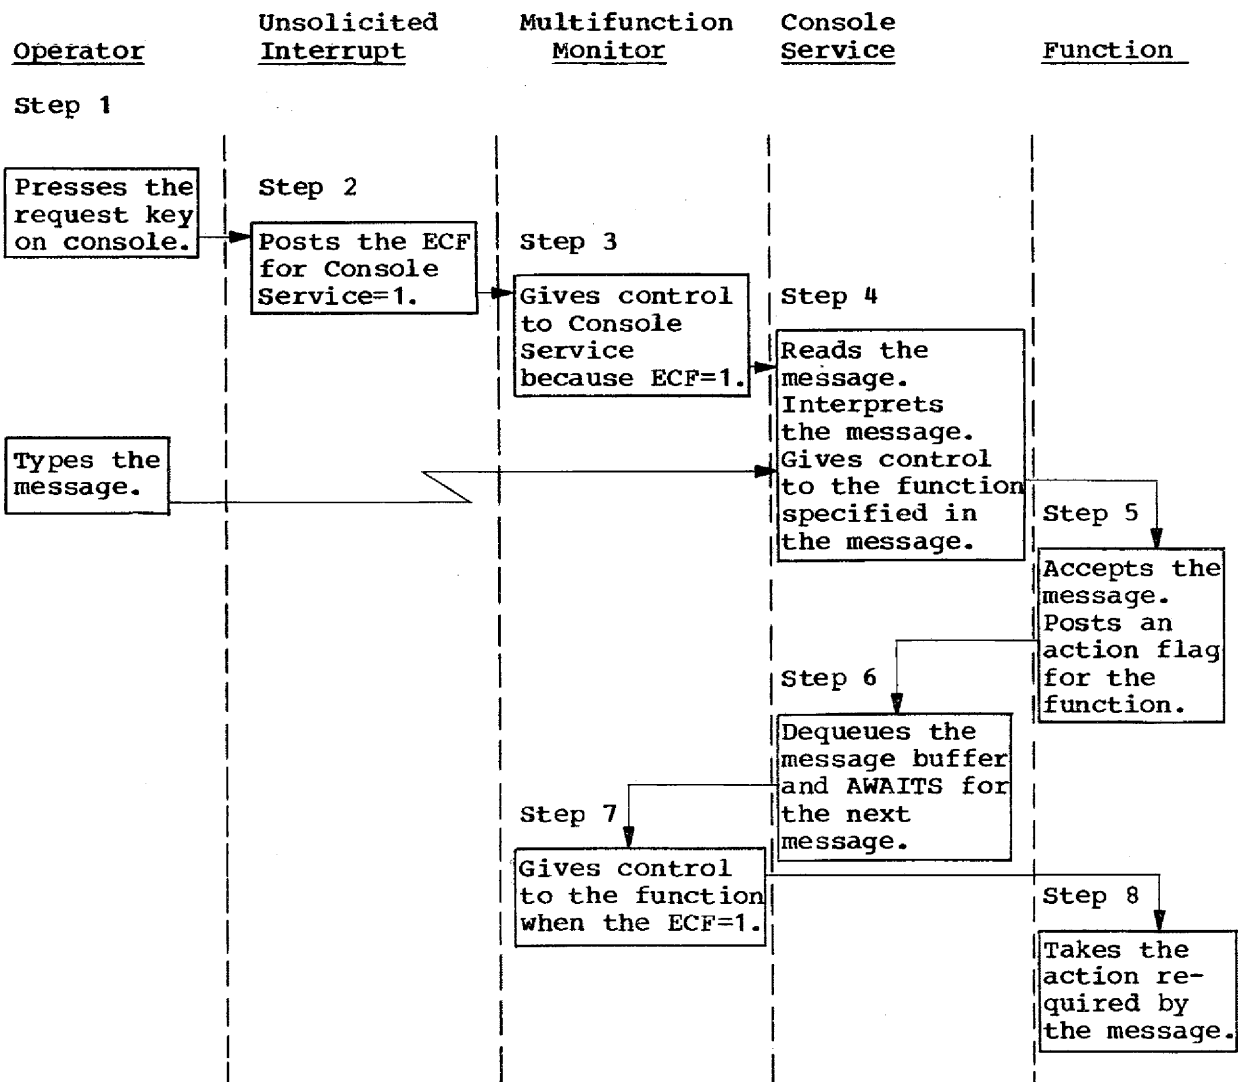 Operator
Unsolicited
Interrupt
Multifunction
Monitor
Console
Service
Function
Step 1
Presses the
request key
on console.
Step 2
Posts the ECF
for Console
Service=1.
Step 3
Gives control
to Console
Service
because ECF=1.
Step 4
Reads the
message.
Interprets
the message.
Gives control
to the function
specified in
the message.
Types the
message.
Step 5
Accepts the
message.
Posts an
action flag
for the
function.
Step 6
Dequeues the
message buffer
and AWAITS for
the next
message.
Step 7
Gives control
to the function
when the ECF=1.
Step 8
Takes the
action re-
quired by
the message.